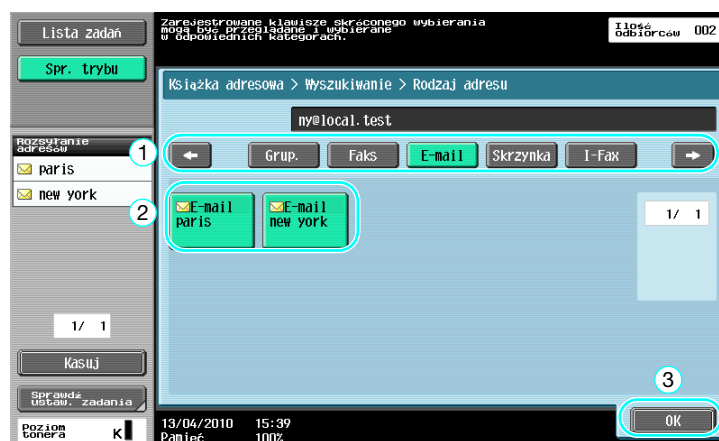 Lista zadań
Spr. trybu
Zarejestrowane klawisze skróconego wybierania
mogą być przeglądane i wybierane
w odpowiednich kategorach.
Ilość
odbiorców 002
Książka adresowa > Wyszukiwanie > Rodzaj adresu
ny@local.test
Rozsyłanie
adresów
paris
new york
1
Grup. Faks E-mail Skrzynka I-Fax
2
E-mail
paris
E-mail
new york
1/ 1
1/ 1
Kasuj
Sprawdź
ustaw. zadania
Poziom
tonera K
3
OK
13/04/2010 15:39
Pamięć 100%